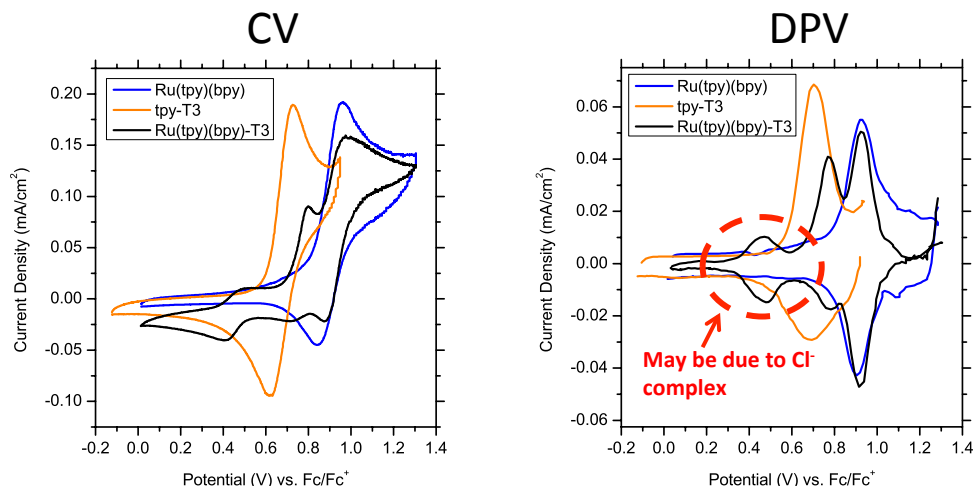 CV
0.20
0.15
0.10
0.05
0.00
-0.05
-0.10
Current Density (mA/cm²)
Ru(tpy)(bpy)
tpy-T3
Ru(tpy)(bpy)-T3
-0.2 0.0 0.2 0.4 0.6 0.8 1.0 1.2 1.4
Potential (V) vs. Fc/Fc⁺
DPV
0.06
0.04
0.02
0.00
-0.02
-0.04
-0.06
Current Density (mA/cm²)
Ru(tpy)(bpy)
tpy-T3
Ru(tpy)(bpy)-T3
May be due to Cl⁻
complex
-0.2 0.0 0.2 0.4 0.6 0.8 1.0 1.2 1.4
Potential (V) vs. Fc/Fc⁺